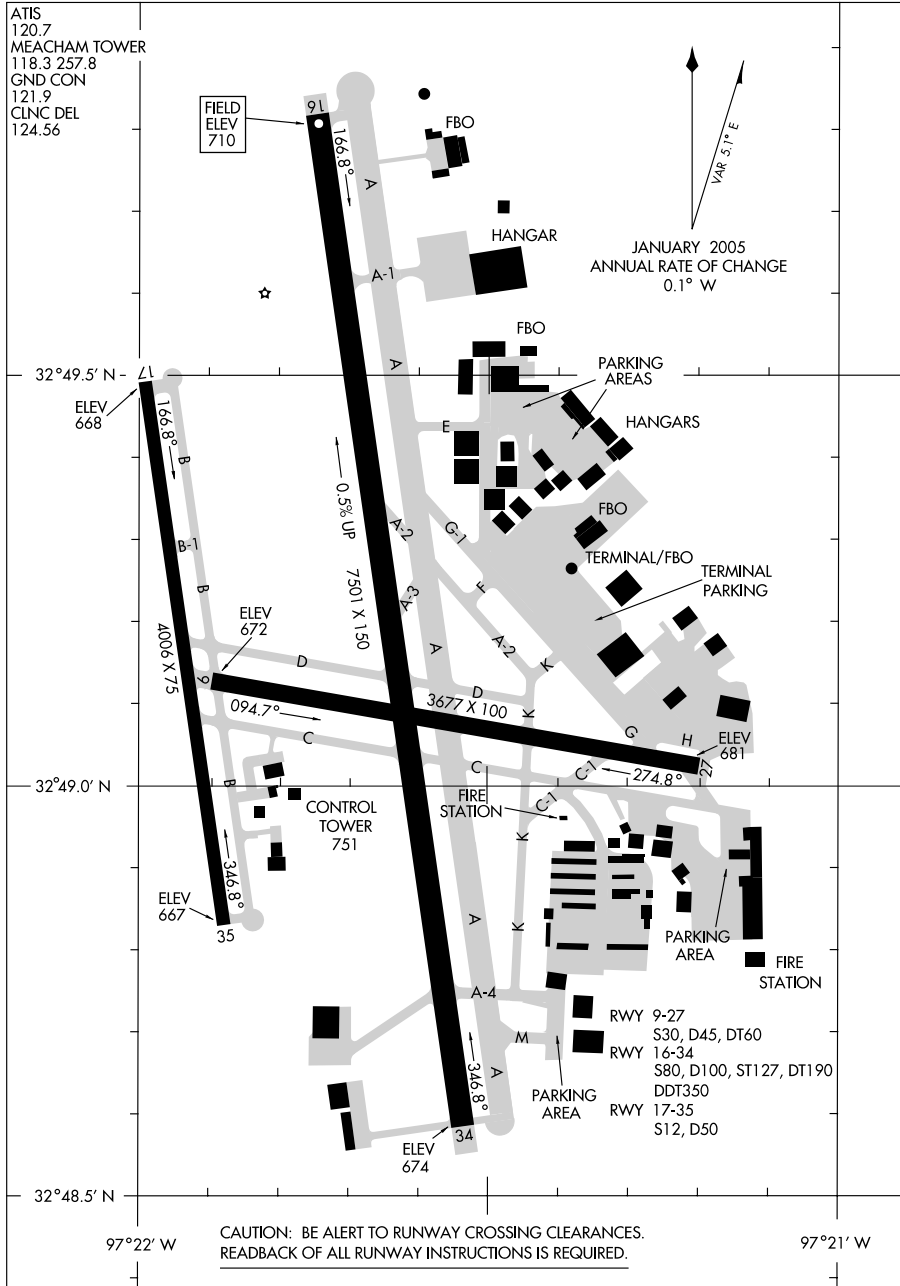 ATIS
120.7
MEACHAM TOWER
118.3 257.8
GND CON
121.9
CLNC DEL
124.56
FIELD
ELEV
710
16
166.8°
A
FBO
VAR 5.1° E
JANUARY 2005
ANNUAL RATE OF CHANGE
0.1° W
HANGAR
A-1
FBO
A
PARKING
AREAS
32°49.5' N
17
ELEV
668
166.8°
B
HANGARS
E
0.5% UP
7501 X 150
A-2
G-1
FBO
B-1
TERMINAL/FBO
TERMINAL
PARKING
B
A-3
F
ELEV
672
4006 X 75
A
A-2
D
K
9
D
3677 X 100
K
094.7°
G
H
ELEV
681
C
C
C-1
274.8°
27
32°49.0' N
B
FIRE
STATION
C-1
CONTROL
TOWER
751
K
346.8°
ELEV
667
35
A
K
PARKING
AREA
FIRE
STATION
A-4
M
346.8°
A
PARKING
AREA
RWY 9-27
S30, D45, DT60
RWY 16-34
S80, D100, ST127, DT190
DDT350
RWY 17-35
S12, D50
34
ELEV
674
32°48.5' N
97°22' W
97°21' W
CAUTION: BE ALERT TO RUNWAY CROSSING CLEARANCES.
READBACK OF ALL RUNWAY INSTRUCTIONS IS REQUIRED.